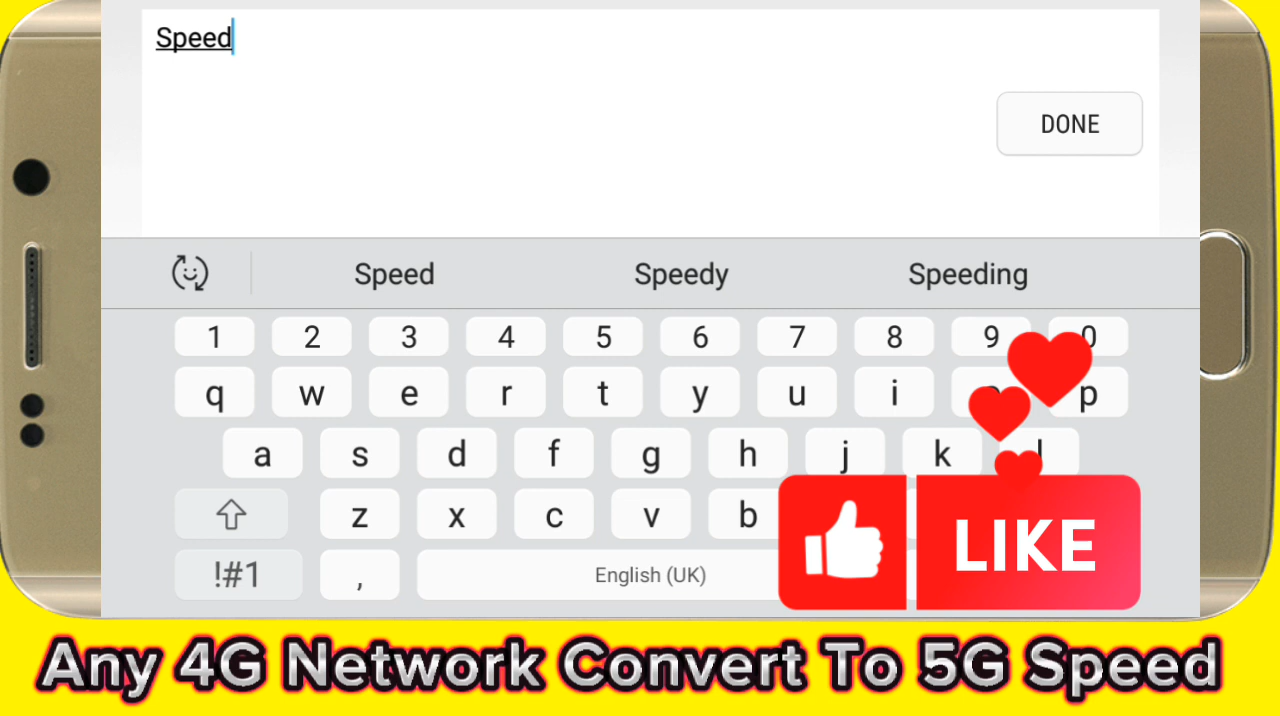 Speed
DONE
Speed Speedy Speeding
1 2 3 4 5 6 7 8 9 0
q w e r t y u i p
a s d f g h j k
z x c v b
!#1 , English (UK)
LIKE
Any 4G Network Convert To 5G Speed